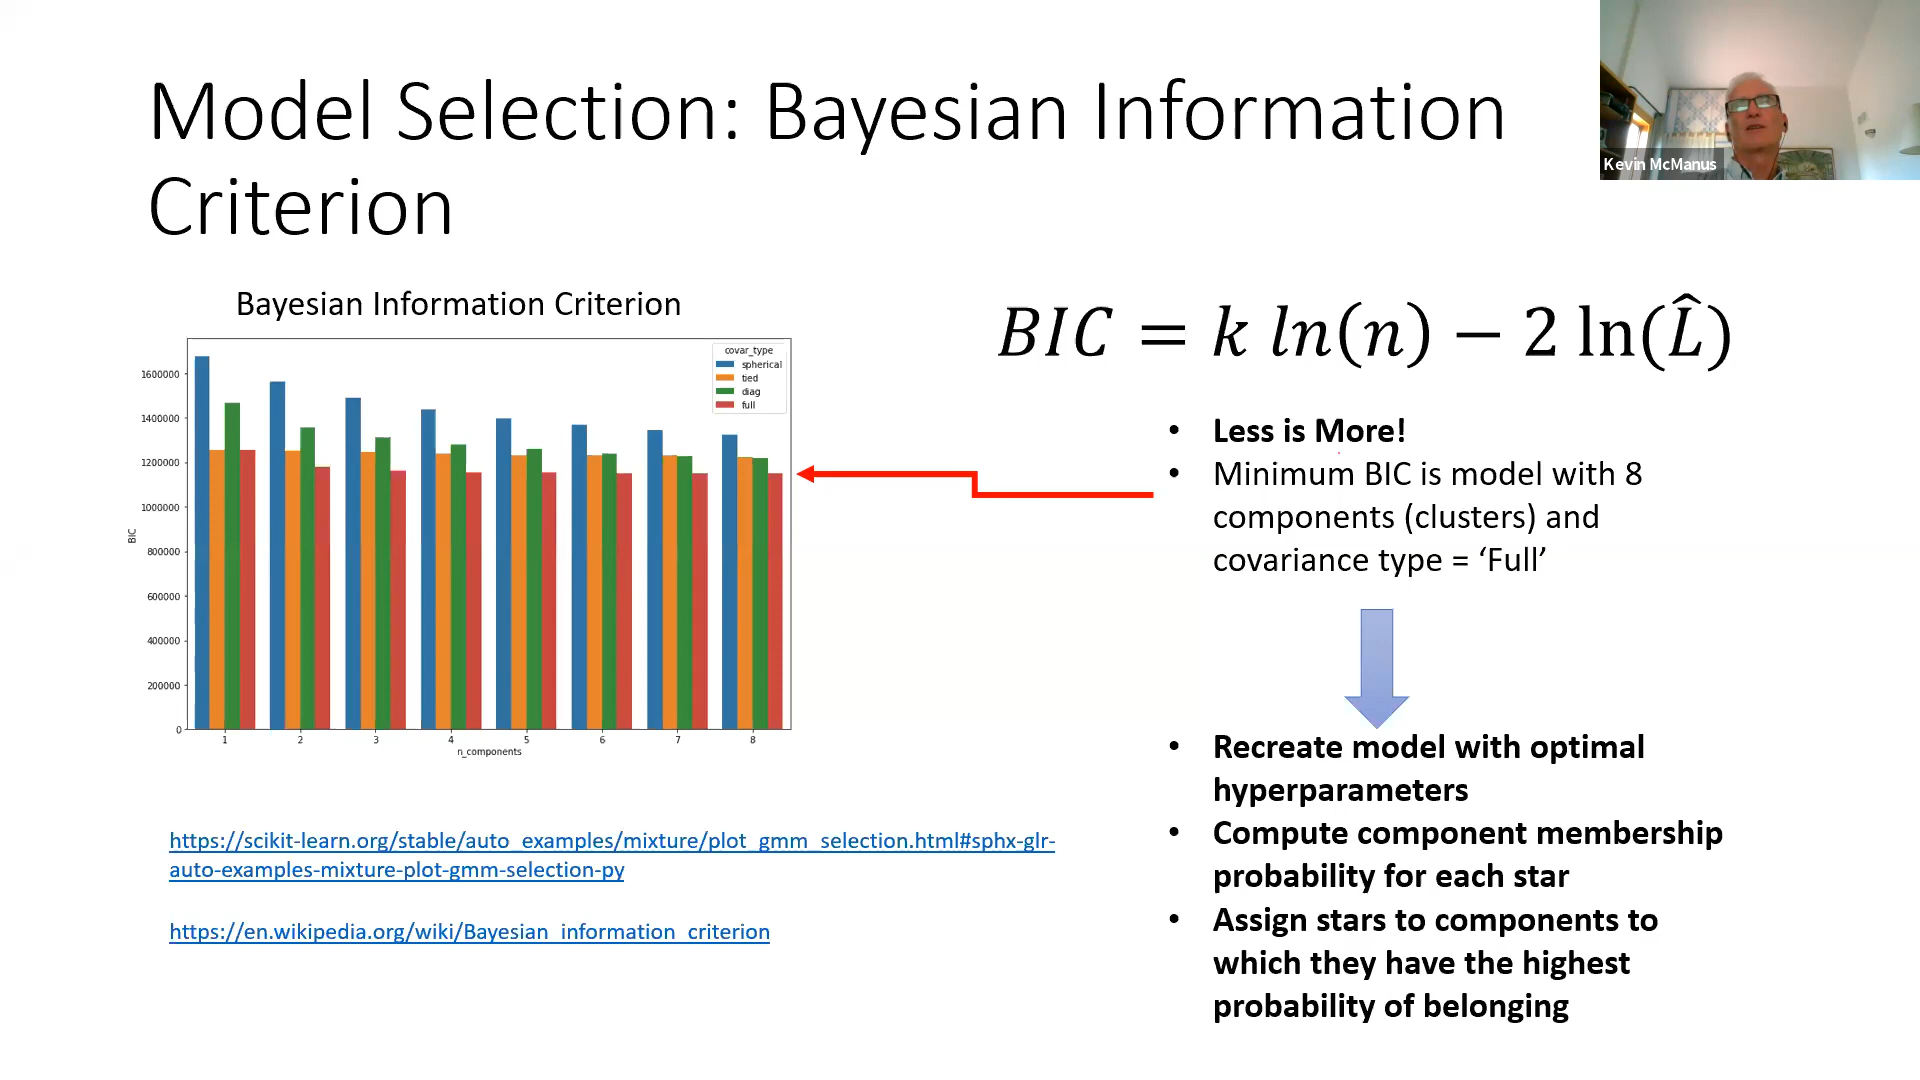 Model Selection: Bayesian Information
Criterion
Kevin McManus
Bayesian Information Criterion
BIC = k ln(n) − 2 ln(L̂)
covar_type
spherical
tied
diag
full
1600000
1400000
1200000
1000000
800000
600000
400000
200000
0
BIC
1 2 3 4 5 6 7 8
n_components
• Less is More!
• Minimum BIC is model with 8
components (clusters) and
covariance type = ‘Full’
• Recreate model with optimal
hyperparameters
• Compute component membership
probability for each star
• Assign stars to components to
which they have the highest
probability of belonging
https://scikit-learn.org/stable/auto_examples/mixture/plot_gmm_selection.html#sphx-glr-
auto-examples-mixture-plot-gmm-selection-py
https://en.wikipedia.org/wiki/Bayesian_information_criterion